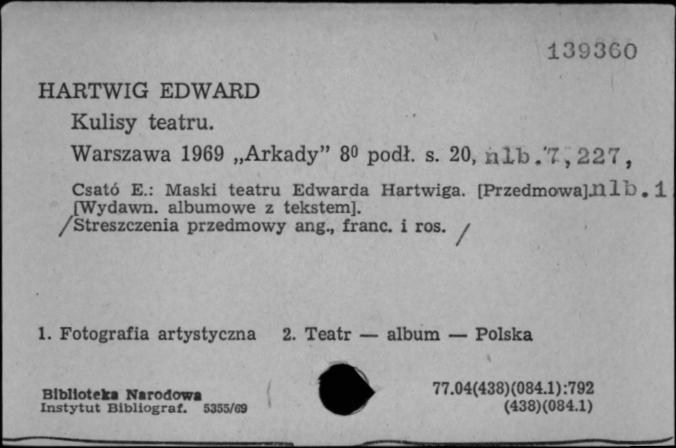 139360
HARTWIG EDWARD
Kulisy teatru.
Warszawa 1969 „Arkady” 8⁰ podł. s. 20, nlb.7,227,
Csató E.: Maski teatru Edwarda Hartwiga. [Przedmowa].nlb.1
[Wydawn. albumowe z tekstem].
/Streszczenia przedmowy ang., franc. i ros. /
1. Fotografia artystyczna 2. Teatr — album — Polska
Biblioteka Narodowa
Instytut Bibliograf. 5355/69
77.04(438)(084.1):792
(438)(084.1)